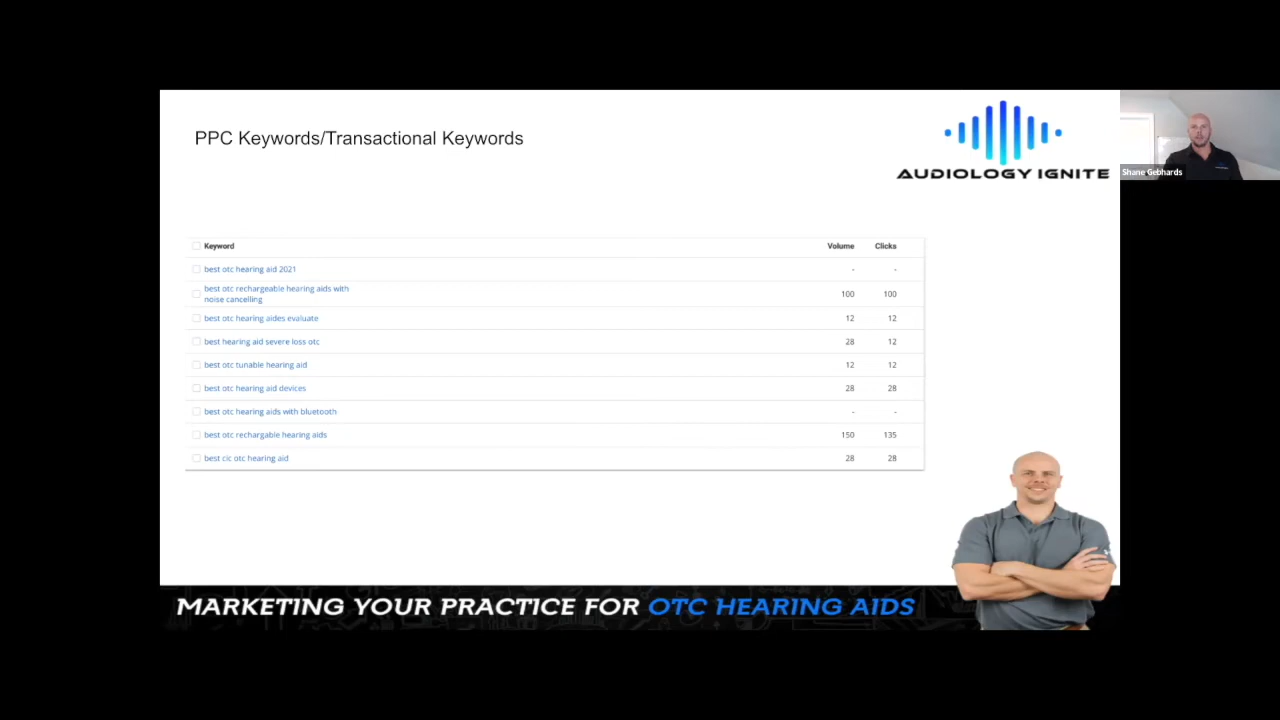 PPC Keywords/Transactional Keywords
AUDIOLOGY IGNITE
Shane Gebhards
Keyword Volume Clicks
best otc hearing aid 2021 - -
best otc rechargeable hearing aids with
noise cancelling 100 100
best otc hearing aides evaluate 12 12
best hearing aid severe loss otc 28 12
best otc tunable hearing aid 12 12
best otc hearing aid devices 28 28
best otc hearing aids with bluetooth - -
best otc rechargable hearing aids 150 135
best cic otc hearing aid 28 28
MARKETING YOUR PRACTICE FOR OTC HEARING AIDS